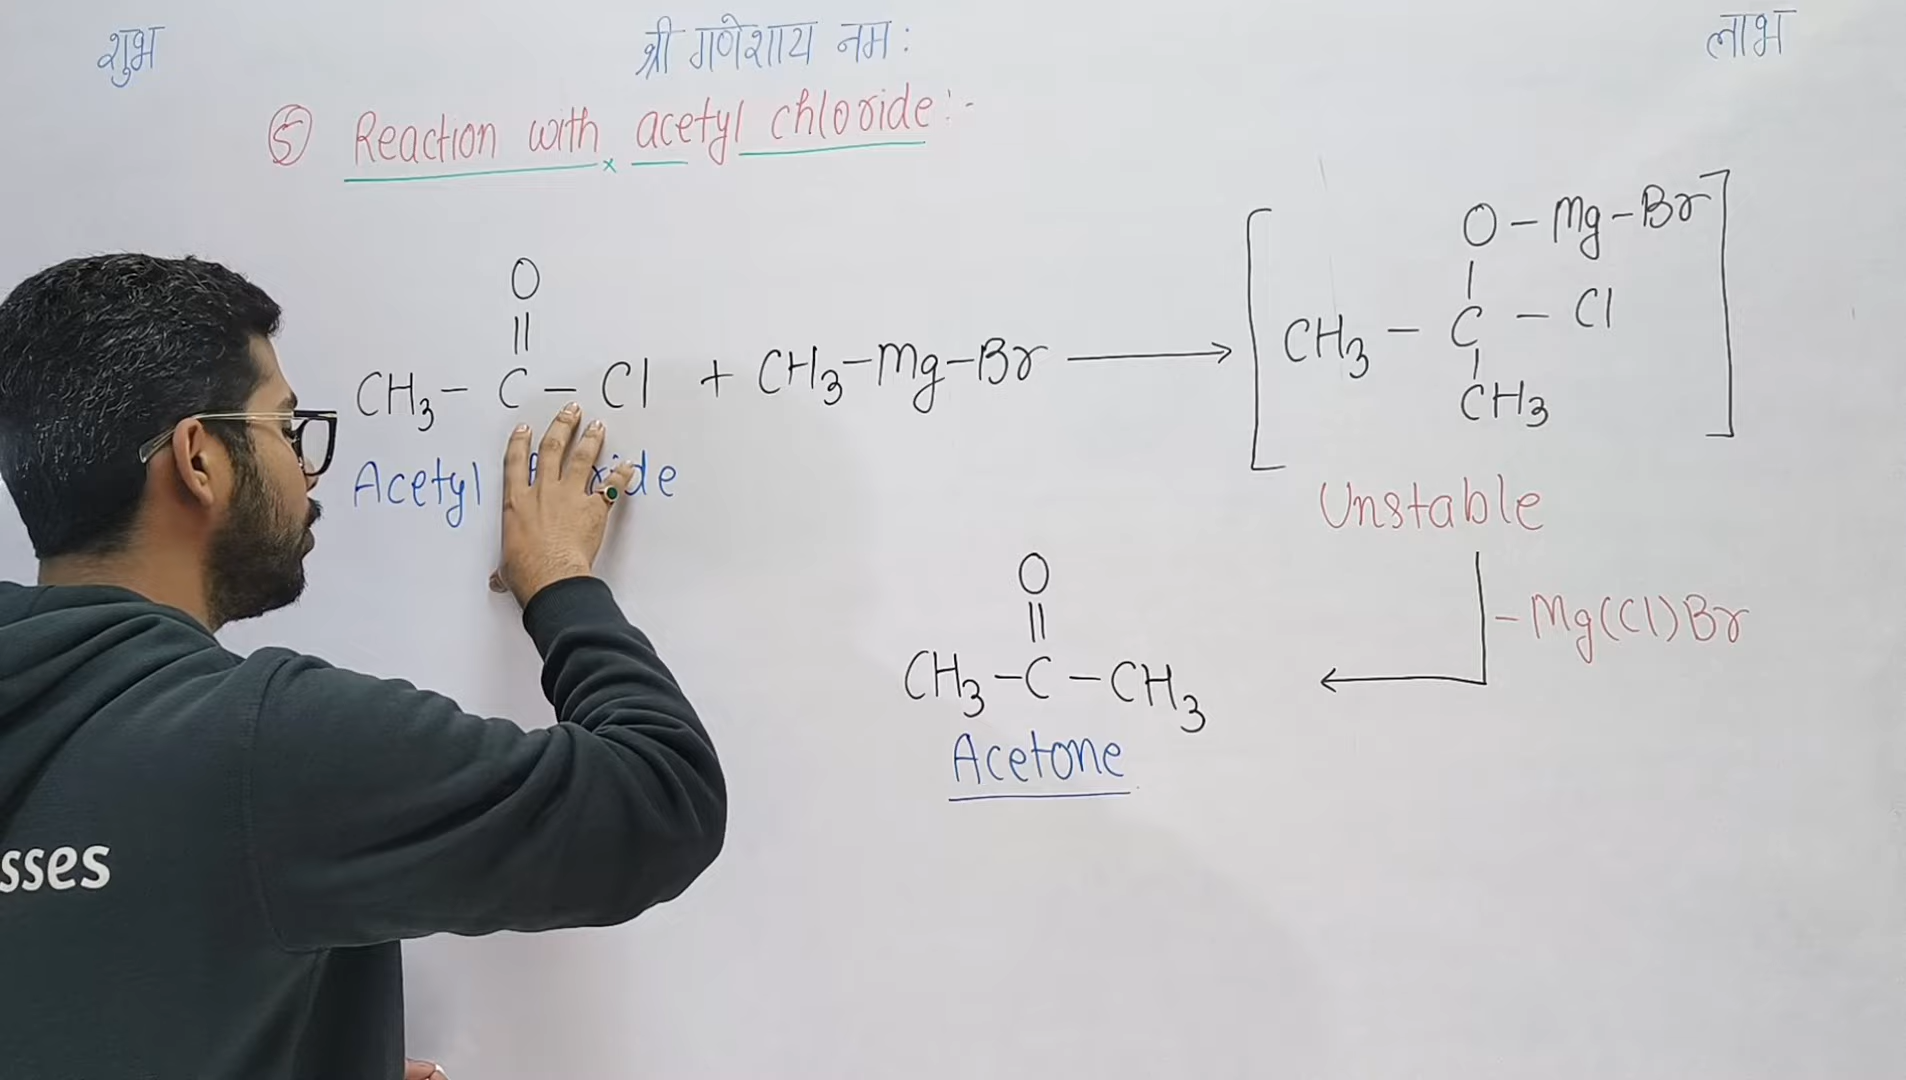 शुभ श्री गणेशाय नम: लाभ
⑤ Reaction with acetyl chloride:-
O
||
CH₃ - C - Cl + CH₃-Mg-Br ⟶
Acetyl
[ O - Mg - Br
|
CH₃ - C - Cl
|
CH₃ ]
Unstable
- Mg(Cl)Br
O
||
CH₃ - C - CH₃ ←
Acetone
sses